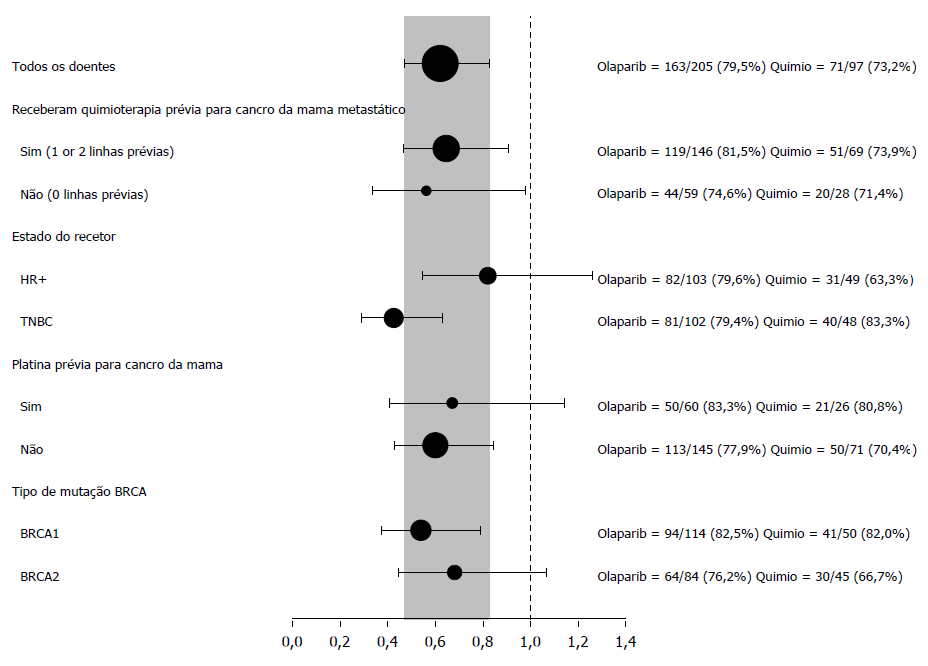 Todos os doentes Olaparib = 163/205 (79,5%) Quimio = 71/97 (73,2%)
Receberam quimioterapia prévia para cancro da mama metastático
Sim (1 or 2 linhas prévias) Olaparib = 119/146 (81,5%) Quimio = 51/69 (73,9%)
Não (0 linhas prévias) Olaparib = 44/59 (74,6%) Quimio = 20/28 (71,4%)
Estado do recetor
HR+ Olaparib = 82/103 (79,6%) Quimio = 31/49 (63,3%)
TNBC Olaparib = 81/102 (79,4%) Quimio = 40/48 (83,3%)
Platina prévia para cancro da mama
Sim Olaparib = 50/60 (83,3%) Quimio = 21/26 (80,8%)
Não Olaparib = 113/145 (77,9%) Quimio = 50/71 (70,4%)
Tipo de mutação BRCA
BRCA1 Olaparib = 94/114 (82,5%) Quimio = 41/50 (82,0%)
BRCA2 Olaparib = 64/84 (76,2%) Quimio = 30/45 (66,7%)
0,0 0,2 0,4 0,6 0,8 1,0 1,2 1,4